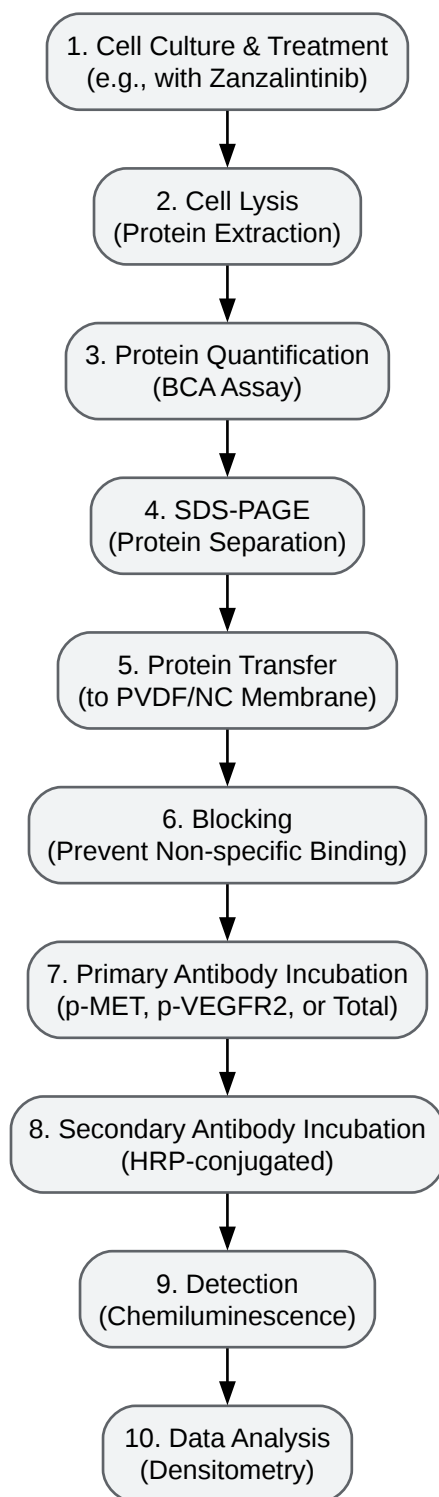 1. Cell Culture & Treatment
(e.g., with Zanzalintinib)
2. Cell Lysis
(Protein Extraction)
3. Protein Quantification
(BCA Assay)
4. SDS-PAGE
(Protein Separation)
5. Protein Transfer
(to PVDF/NC Membrane)
6. Blocking
(Prevent Non-specific Binding)
7. Primary Antibody Incubation
(p-MET, p-VEGFR2, or Total)
8. Secondary Antibody Incubation
(HRP-conjugated)
9. Detection
(Chemiluminescence)
10. Data Analysis
(Densitometry)